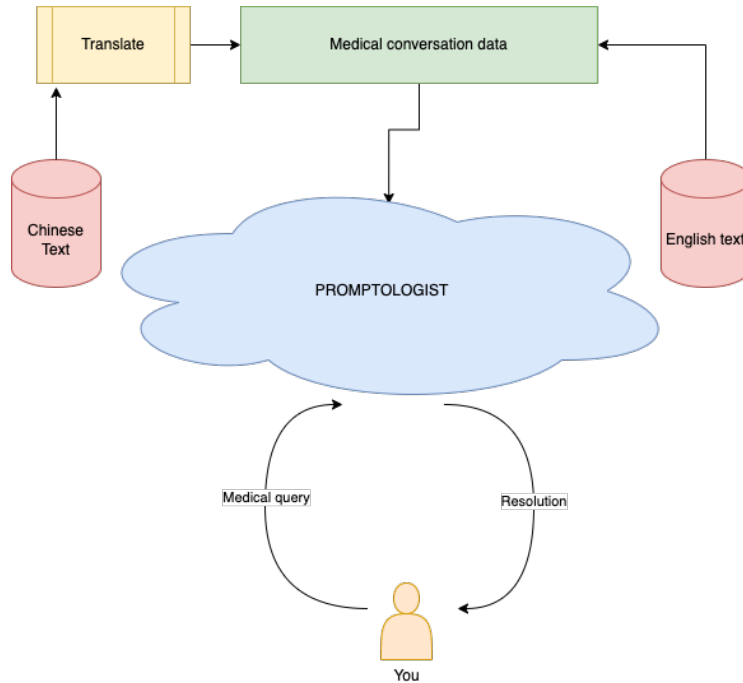 Translate
Medical conversation data
Chinese
Text
English text
PROMPTOLOGIST
Medical query
Resolution
You